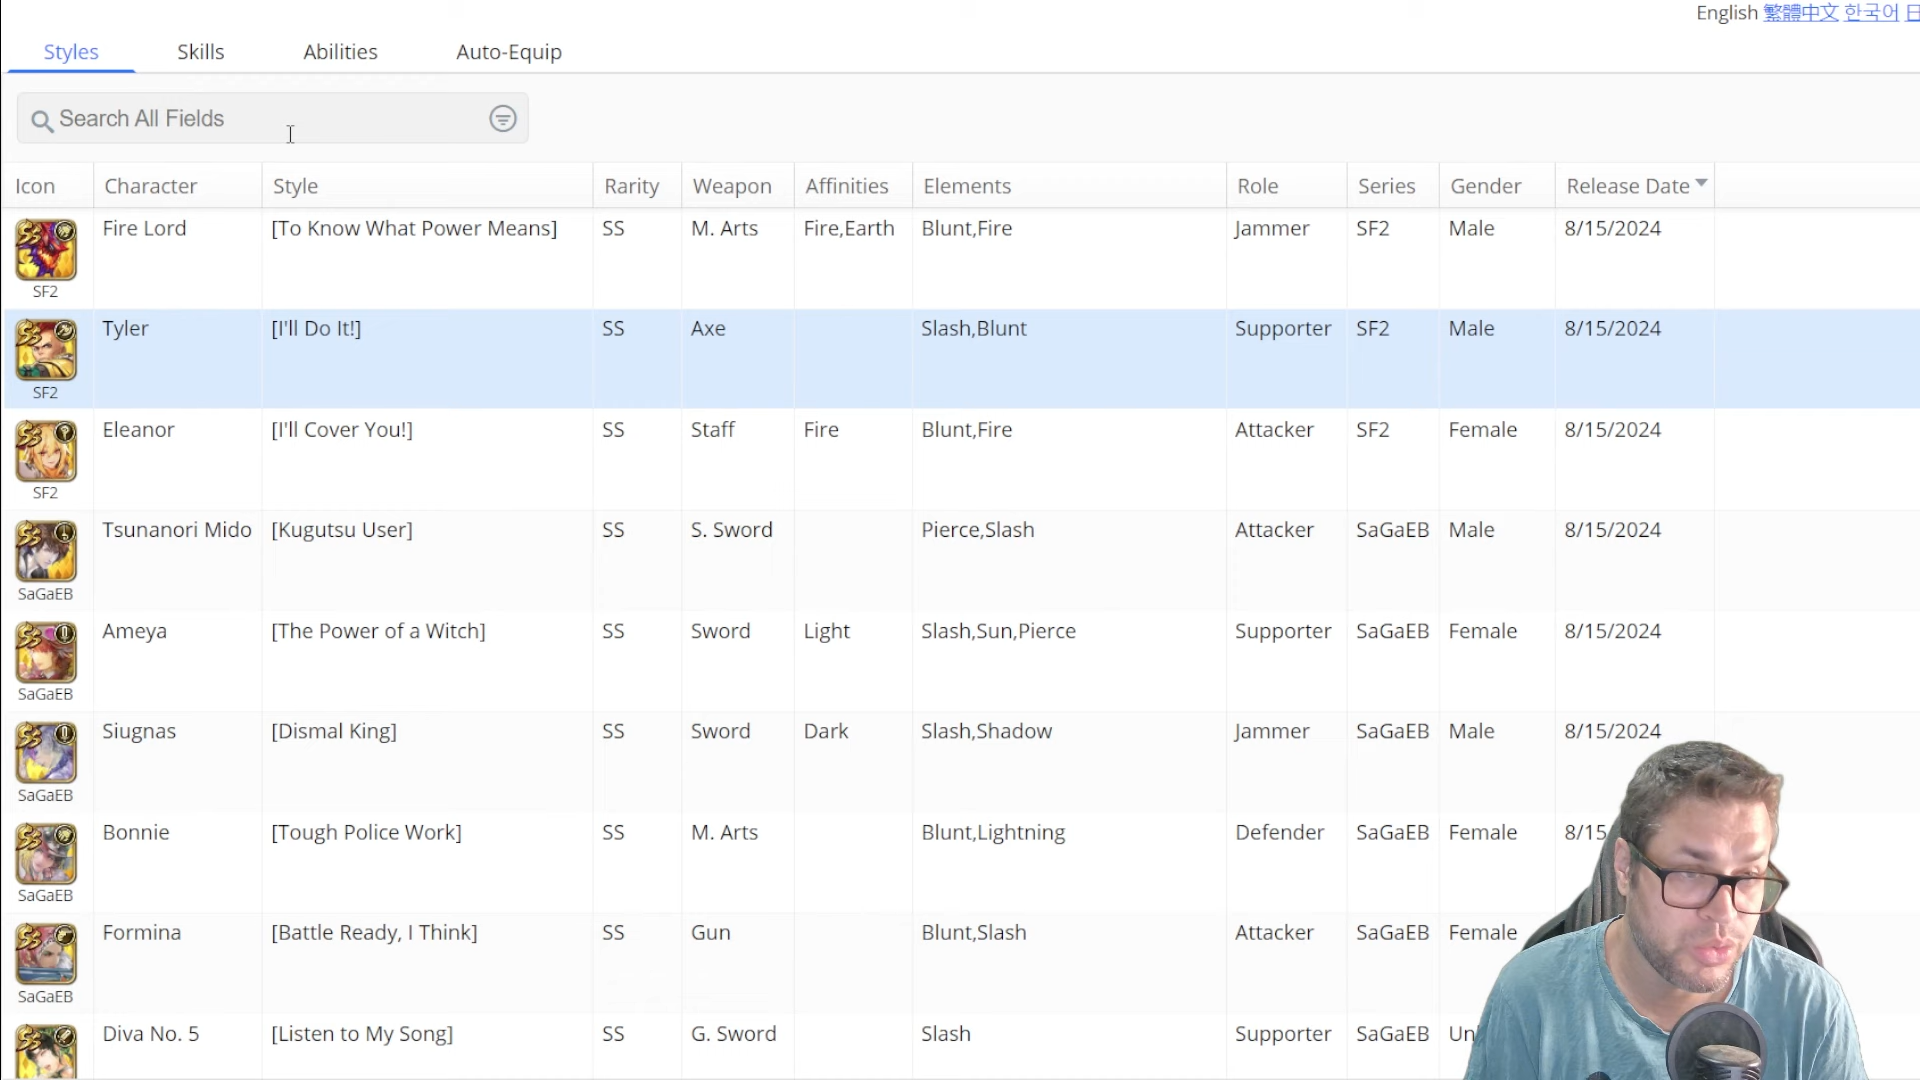 English 繁體中文 한국어
Styles Skills Abilities Auto-Equip
Search All Fields
Icon Character Style Rarity Weapon Affinities Elements Role Series Gender Release Date
Fire Lord [To Know What Power Means] SS M. Arts Fire,Earth Blunt,Fire Jammer SF2 Male 8/15/2024
SF2
Tyler [I'll Do It!] SS Axe Slash,Blunt Supporter SF2 Male 8/15/2024
SF2
Eleanor [I'll Cover You!] SS Staff Fire Blunt,Fire Attacker SF2 Female 8/15/2024
SF2
Tsunanori Mido [Kugutsu User] SS S. Sword Pierce,Slash Attacker SaGaEB Male 8/15/2024
SaGaEB
Ameya [The Power of a Witch] SS Sword Light Slash,Sun,Pierce Supporter SaGaEB Female 8/15/2024
SaGaEB
Siugnas [Dismal King] SS Sword Dark Slash,Shadow Jammer SaGaEB Male 8/15/2024
SaGaEB
Bonnie [Tough Police Work] SS M. Arts Blunt,Lightning Defender SaGaEB Female 8/15
SaGaEB
Formina [Battle Ready, I Think] SS Gun Blunt,Slash Attacker SaGaEB Female
SaGaEB
Diva No. 5 [Listen to My Song] SS G. Sword Slash Supporter SaGaEB